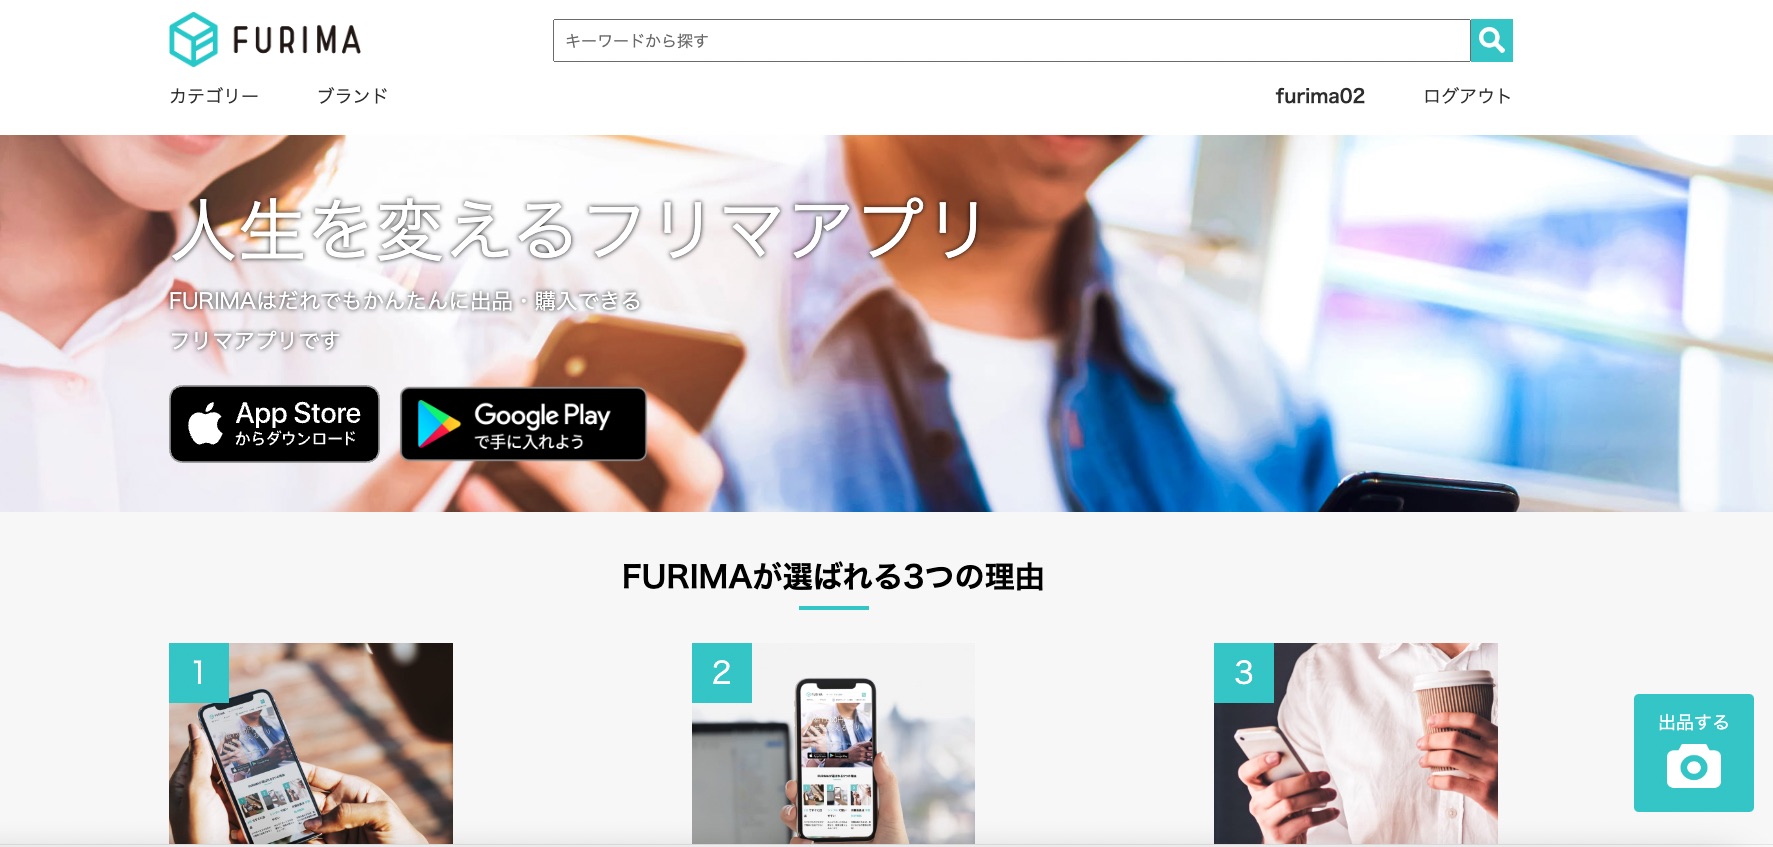 FURIMA
キーワードから探す
カテゴリー
ブランド
furima02
ログアウト
人生を変えるフリマアプリ
FURIMAはだれでもかんたんに出品・購入できる
フリマアプリです
App Store
からダウンロード
Google Play
で手に入れよう
FURIMAが選ばれる3つの理由
1
2
3
出品する